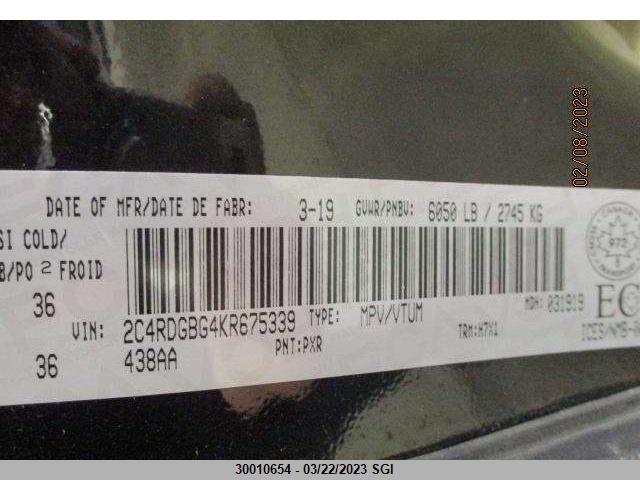 02/08/2023
DATE OF MFR/DATE DE FABR: 3-19 GVWR/PNBV: 6050 LB / 2745 KG
SI COLD/
B/PO 2 FROID
36
VIN: 2C4RDGBG4KR675339 TYPE: MPV/VTUM MDH: 031919 EC
36 438AA PNT:PXR TRM:H7X1
972
30010654 - 03/22/2023 SGI